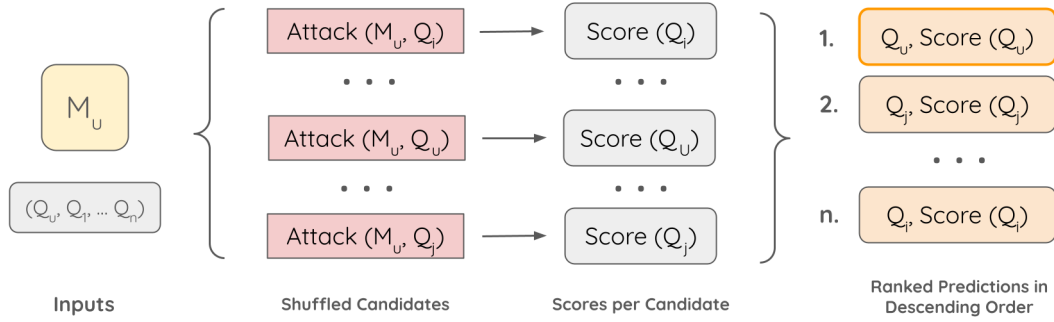 M_u
(Q_u, Q_1, ... Q_n)
Inputs
Attack (M_u, Q_i)
. . .
Attack (M_u, Q_u)
. . .
Attack (M_u, Q_j)
Shuffled Candidates
Score (Q_i)
. . .
Score (Q_U)
. . .
Score (Q_j)
Scores per Candidate
1. Q_u, Score (Q_u)
2. Q_j, Score (Q_j)
. . .
n. Q_i, Score (Q_i)
Ranked Predictions in
Descending Order